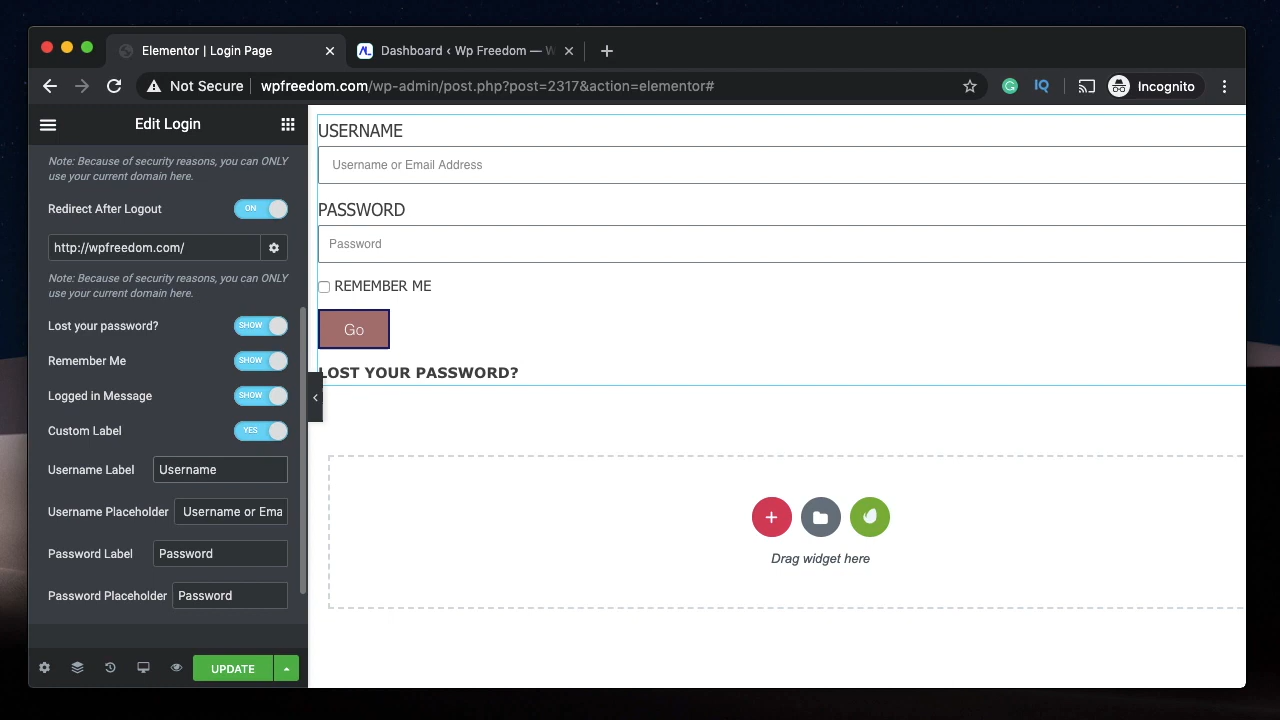 Elementor | Login Page
Dashboard ‹ Wp Freedom — W
Not Secure
wpfreedom.com/wp-admin/post.php?post=2317&action=elementor#
IQ
Incognito
Edit Login
Note: Because of security reasons, you can ONLY
use your current domain here.
Redirect After Logout
ON
http://wpfreedom.com/
Note: Because of security reasons, you can ONLY
use your current domain here.
Lost your password?
SHOW
Remember Me
SHOW
Logged in Message
SHOW
Custom Label
YES
Username Label
Username
Username Placeholder
Username or Ema
Password Label
Password
Password Placeholder
Password
UPDATE
USERNAME
Username or Email Address
PASSWORD
Password
REMEMBER ME
Go
LOST YOUR PASSWORD?
Drag widget here